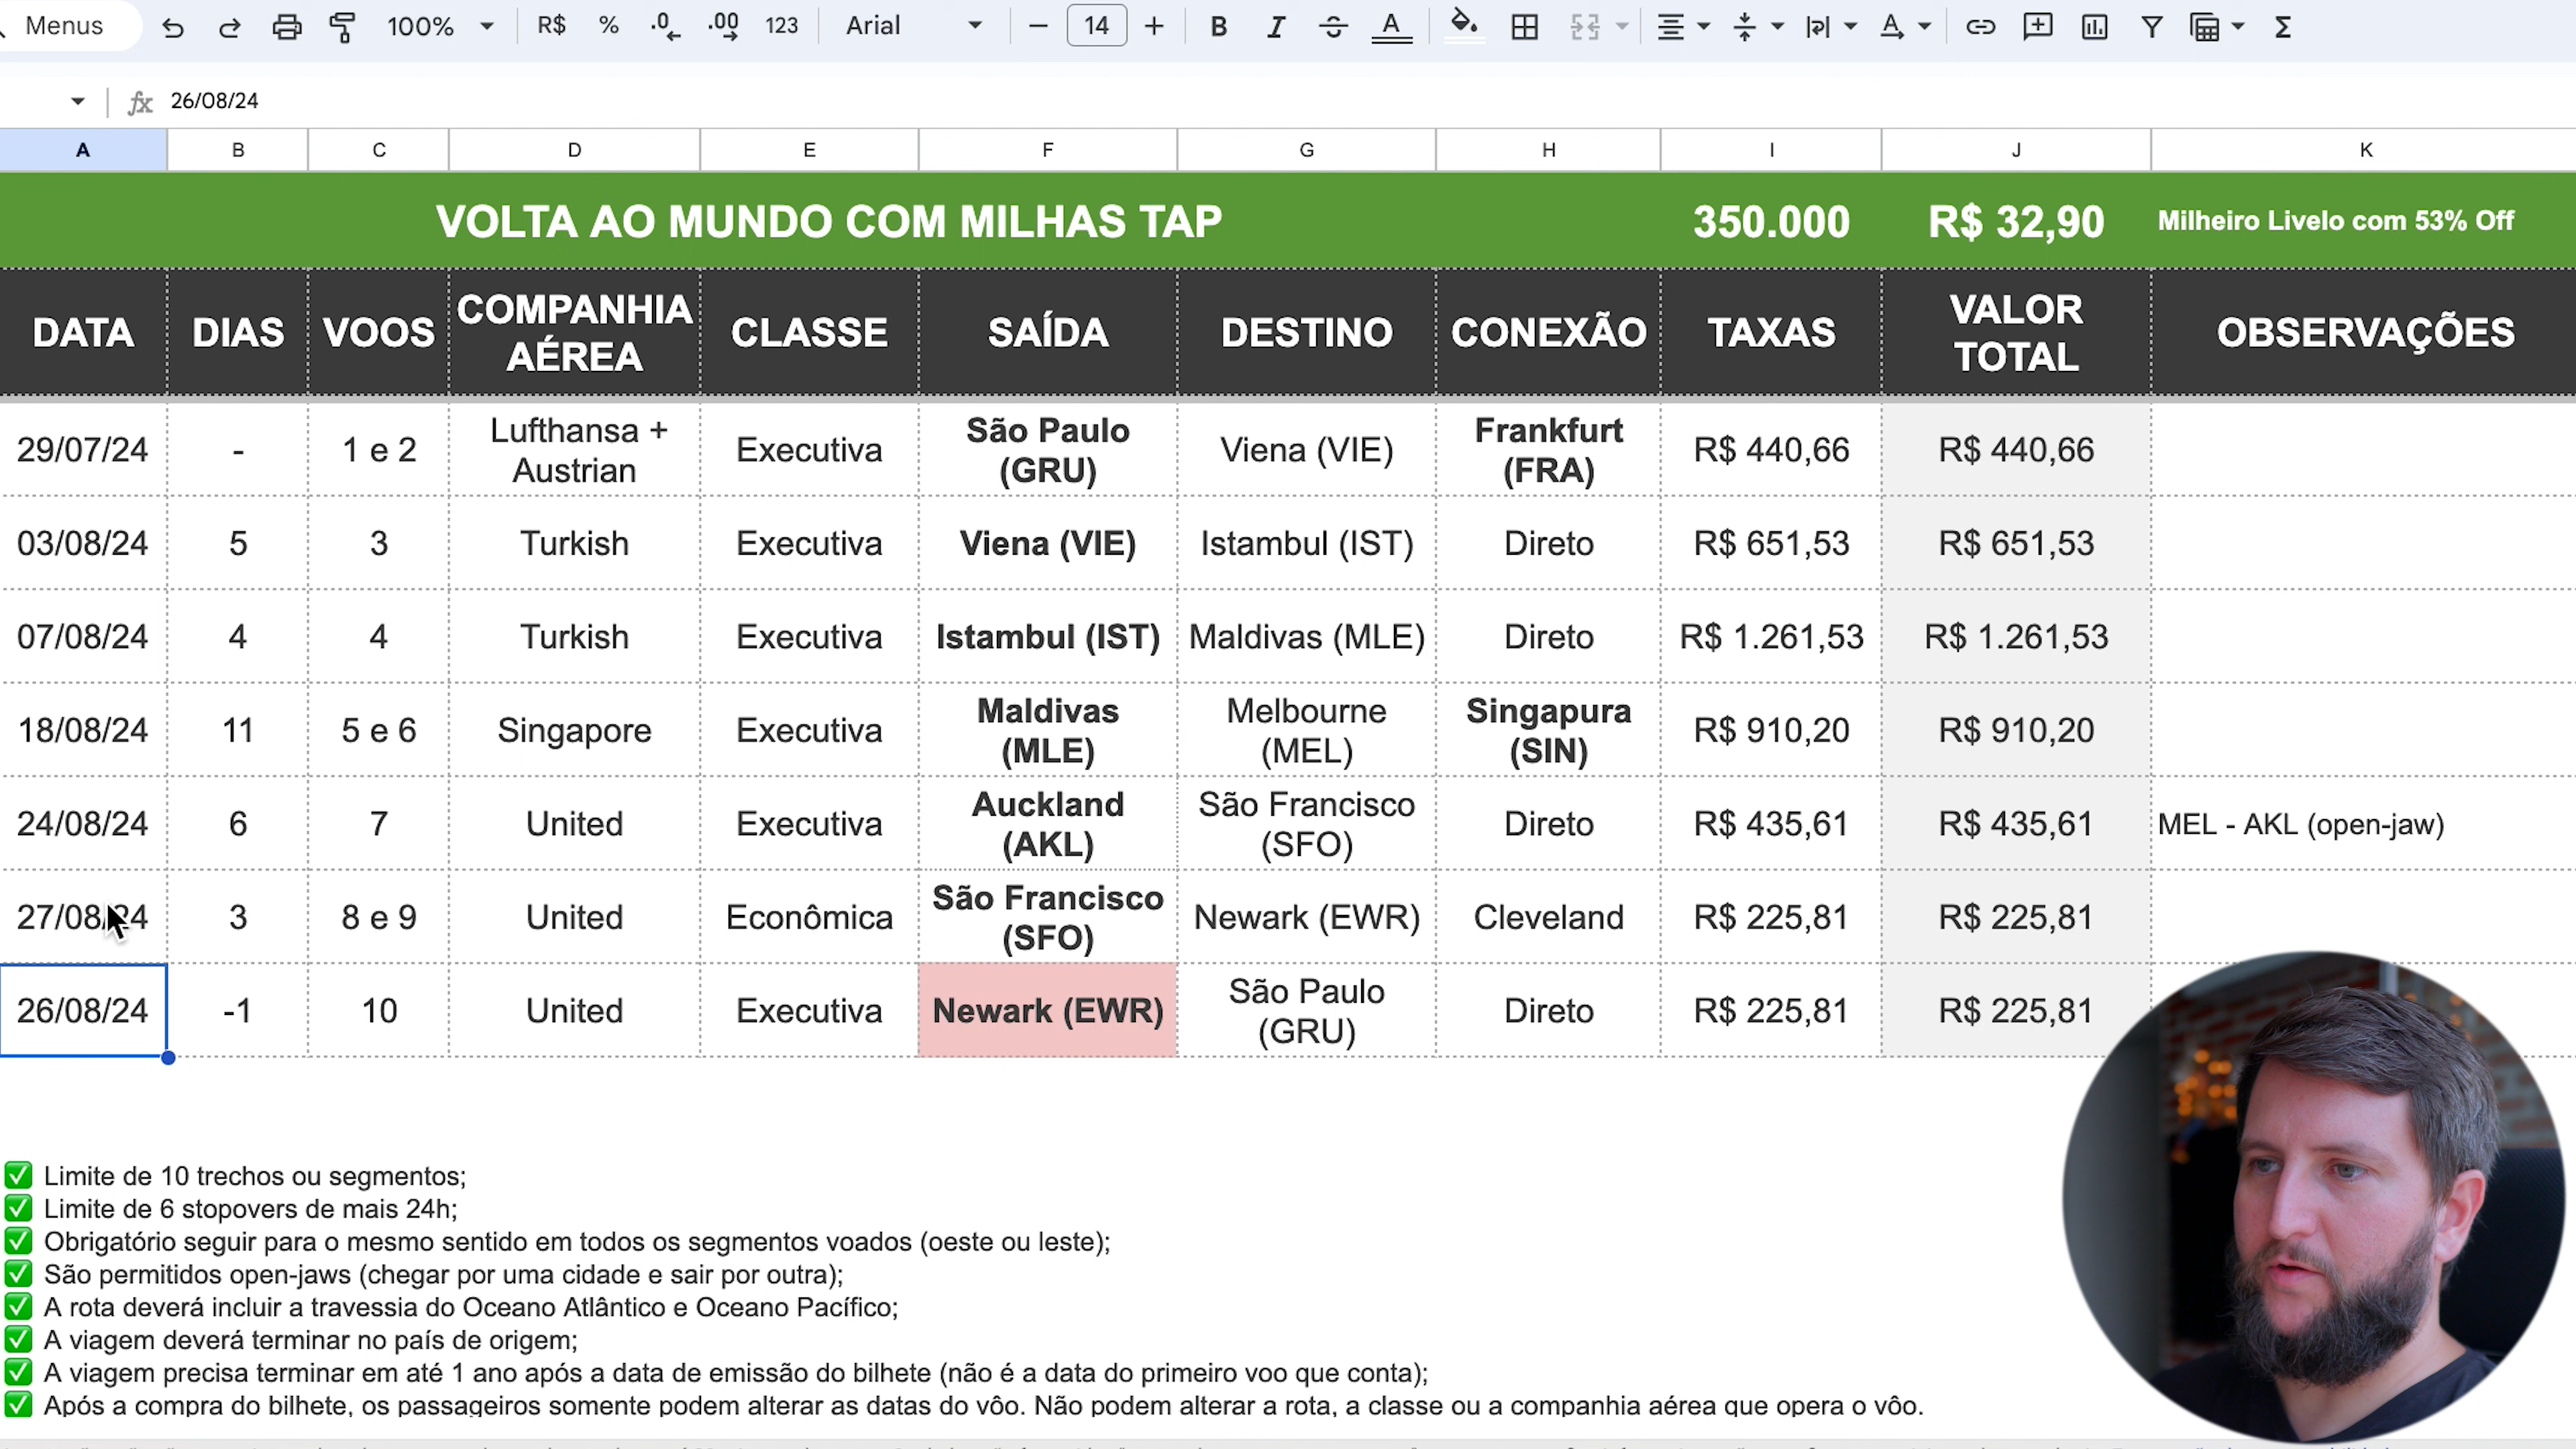 Menus 100% R$ % .0 .00 123 Arial 14 B I A A Σ
fx 26/08/24
A B C D E F G H I J K
VOLTA AO MUNDO COM MILHAS TAP 350.000 R$ 32,90 Milheiro Livelo com 53% Off
DATA DIAS VOOS COMPANHIA AÉREA CLASSE SAÍDA DESTINO CONEXÃO TAXAS VALOR TOTAL OBSERVAÇÕES
29/07/24 - 1 e 2 Lufthansa + Austrian Executiva São Paulo (GRU) Viena (VIE) Frankfurt (FRA) R$ 440,66 R$ 440,66
03/08/24 5 3 Turkish Executiva Viena (VIE) Istambul (IST) Direto R$ 651,53 R$ 651,53
07/08/24 4 4 Turkish Executiva Istambul (IST) Maldivas (MLE) Direto R$ 1.261,53 R$ 1.261,53
18/08/24 11 5 e 6 Singapore Executiva Maldivas (MLE) Melbourne (MEL) Singapura (SIN) R$ 910,20 R$ 910,20
24/08/24 6 7 United Executiva Auckland (AKL) São Francisco (SFO) Direto R$ 435,61 R$ 435,61 MEL - AKL (open-jaw)
27/08/24 3 8 e 9 United Econômica São Francisco (SFO) Newark (EWR) Cleveland R$ 225,81 R$ 225,81
26/08/24 -1 10 United Executiva Newark (EWR) São Paulo (GRU) Direto R$ 225,81 R$ 225,81
✅ Limite de 10 trechos ou segmentos;
✅ Limite de 6 stopovers de mais 24h;
✅ Obrigatório seguir para o mesmo sentido em todos os segmentos voados (oeste ou leste);
✅ São permitidos open-jaws (chegar por uma cidade e sair por outra);
✅ A rota deverá incluir a travessia do Oceano Atlântico e Oceano Pacífico;
✅ A viagem deverá terminar no país de origem;
✅ A viagem precisa terminar em até 1 ano após a data de emissão do bilhete (não é a data do primeiro voo que conta);
✅ Após a compra do bilhete, os passageiros somente podem alterar as datas do vôo. Não podem alterar a rota, a classe ou a companhia aérea que opera o vôo.